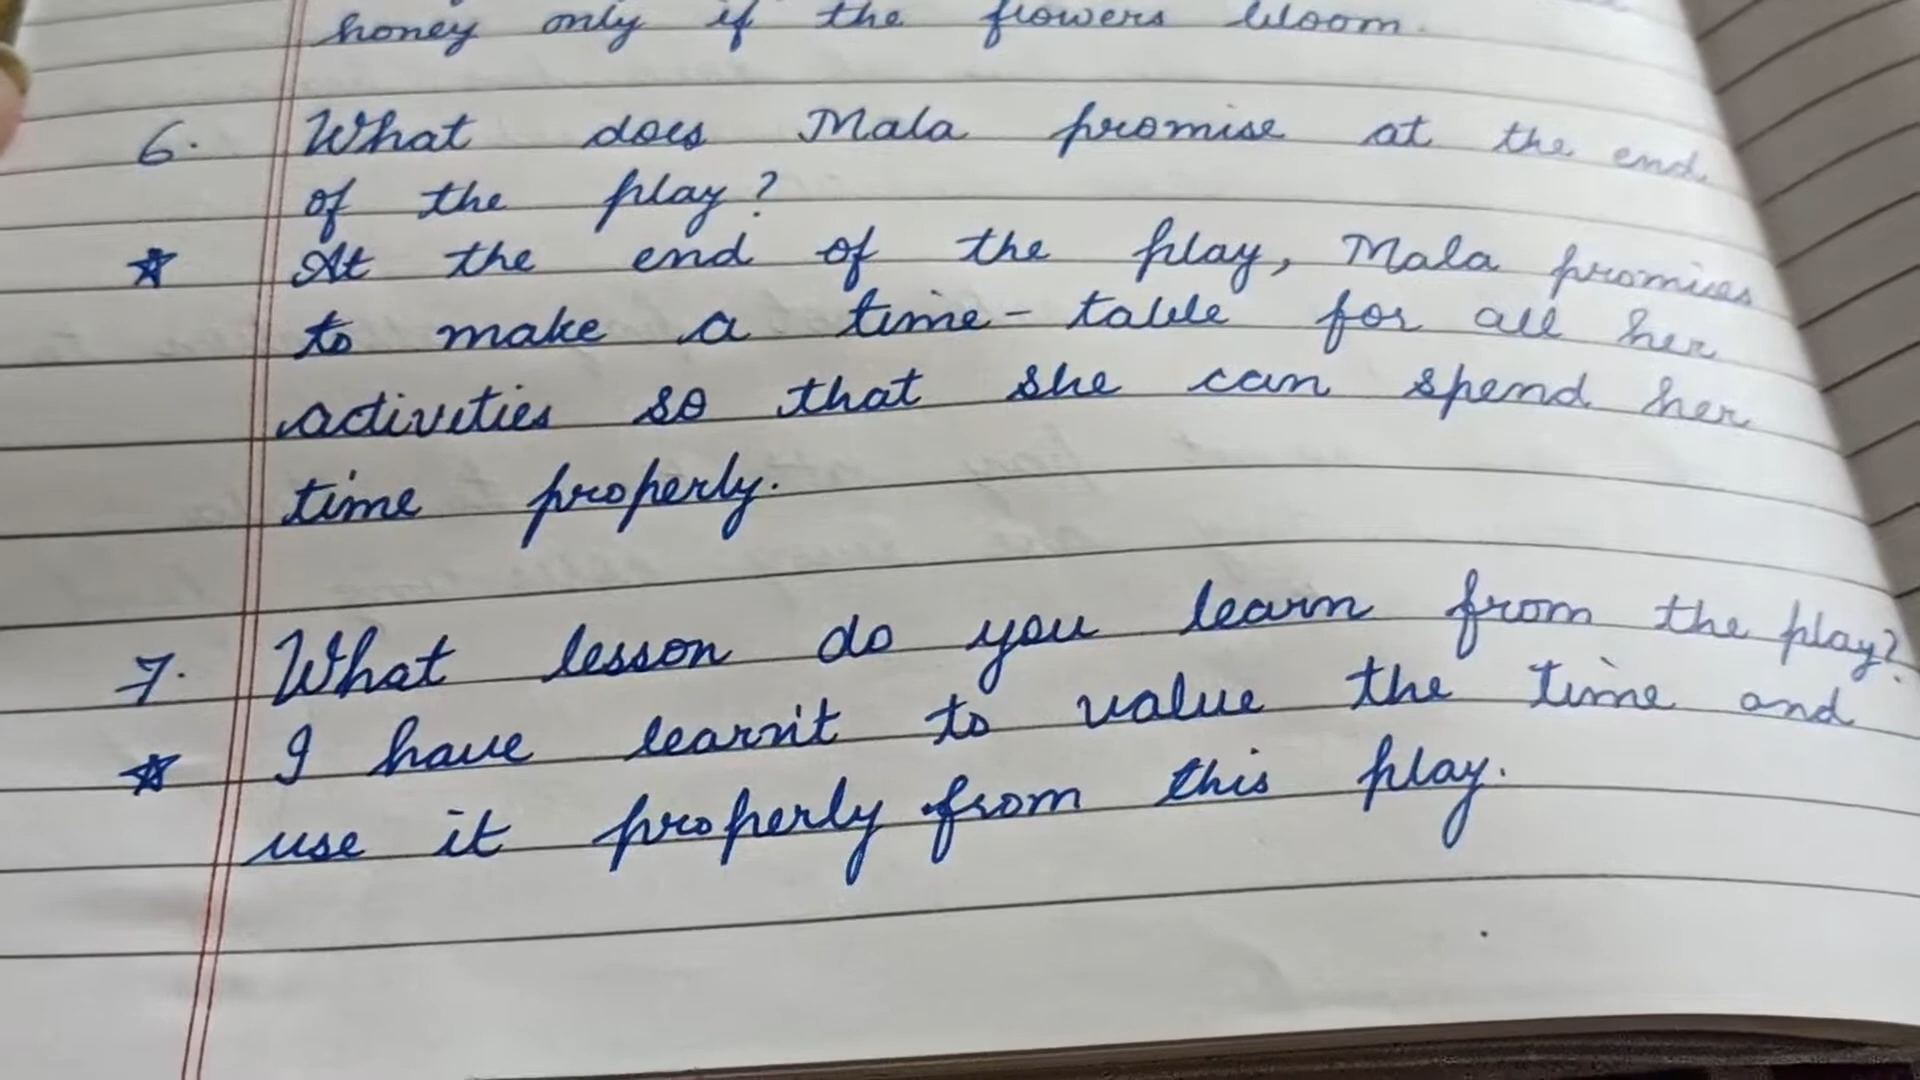 honey only if the flowers bloom.
6. What does Mala promise at the end
of the play?
☆ At the end of the play, Mala promises
to make a time-table for all her
activities so that she can spend her
time properly.
7. What lesson do you learn from the play?
☆ I have learnit to value the time and
use it properly from this play.